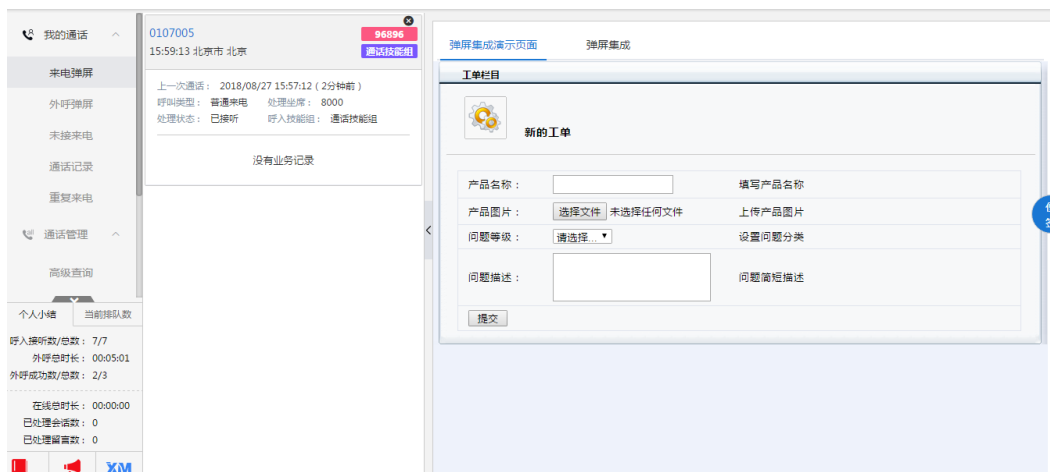 我的通话
来电弹屏
外呼弹屏
未接来电
通话记录
重复来电
通话管理
高级查询
个人小结 当前排队数
呼入接听数/总数： 7/7
外呼总时长： 00:05:01
外呼成功数/总数： 2/3
在线总时长： 00:00:00
已处理会话数： 0
已处理留言数： 0
XM
0107005 96896
15:59:13 北京市 北京 通话技能组
上一次通话： 2018/08/27 15:57:12 ( 2分钟前 )
呼叫类型： 普通来电 处理坐席： 8000
处理状态： 已接听 呼入技能组： 通话技能组
没有业务记录
弹屏集成演示页面 弹屏集成
工单栏目
新的工单
产品名称： 填写产品名称
产品图片： 选择文件 未选择任何文件 上传产品图片
问题等级： 请选择... 设置问题分类
问题描述： 问题简短描述
提交